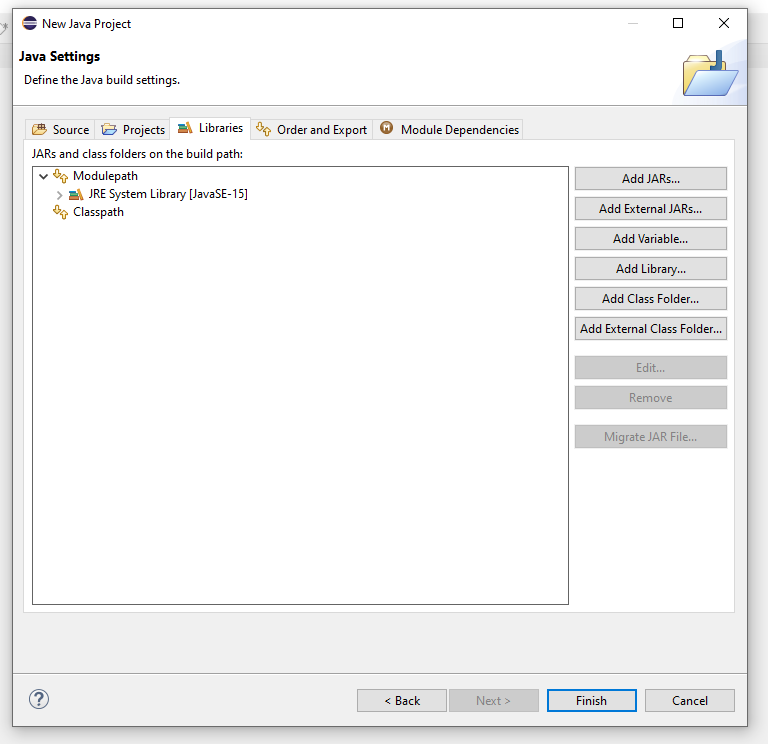 New Java Project
Java Settings
Define the Java build settings.
Source
Projects
Libraries
Order and Export
Module Dependencies
JARs and class folders on the build path:
Modulepath
JRE System Library [JavaSE-15]
Classpath
Add JARs...
Add External JARs...
Add Variable...
Add Library...
Add Class Folder...
Add External Class Folder...
Edit...
Remove
Migrate JAR File...
?
< Back
Next >
Finish
Cancel